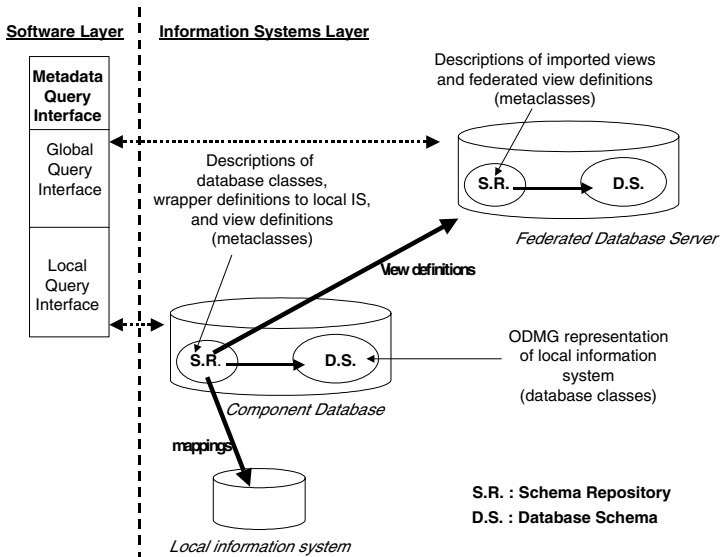 Software Layer
Information Systems Layer
Metadata
Query
Interface
Global
Query
Interface
Local
Query
Interface
Descriptions of imported views
and federated view definitions
(metaclasses)
S.R.
D.S.
Federated Database Server
Descriptions of
database classes,
wrapper definitions to local IS,
and view definitions
(metaclasses)
View definitions
S.R.
D.S.
Component Database
ODMG representation
of local information
system
(database classes)
mappings
Local information system
S.R. : Schema Repository
D.S. : Database Schema